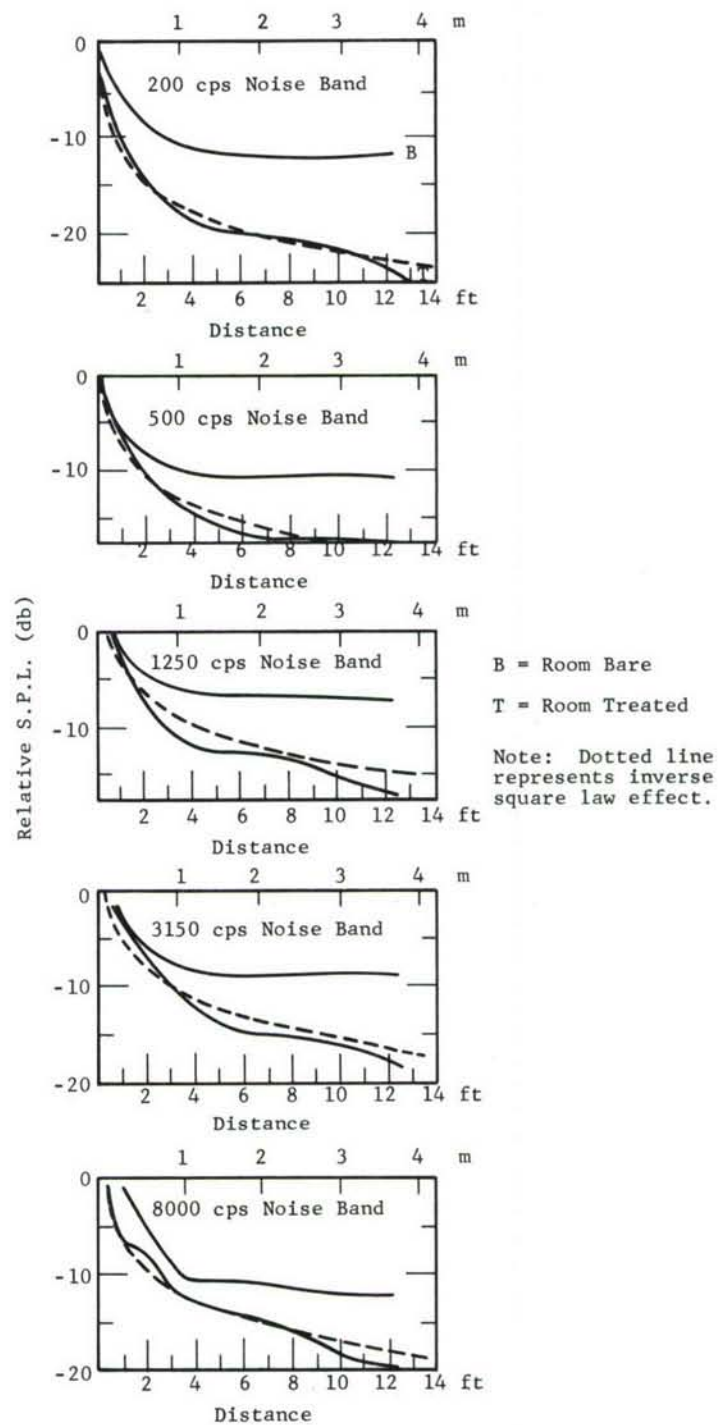 1 2 3 4 m
0
200 cps Noise Band
-10
B
-20
T
2 4 6 8 10 12 14 ft
Distance
1 2 3 4 m
0
500 cps Noise Band
-10
2 4 6 8 10 12 14 ft
Distance
Relative S.P.L. (db)
1 2 3 4 m
0
1250 cps Noise Band
-10
2 4 6 8 10 12 14 ft
Distance
B = Room Bare
T = Room Treated
Note: Dotted line
represents inverse
square law effect.
1 2 3 4 m
0
3150 cps Noise Band
-10
-20
2 4 6 8 10 12 14 ft
Distance
1 2 3 4 m
0
8000 cps Noise Band
-10
-20
2 4 6 8 10 12 14 ft
Distance